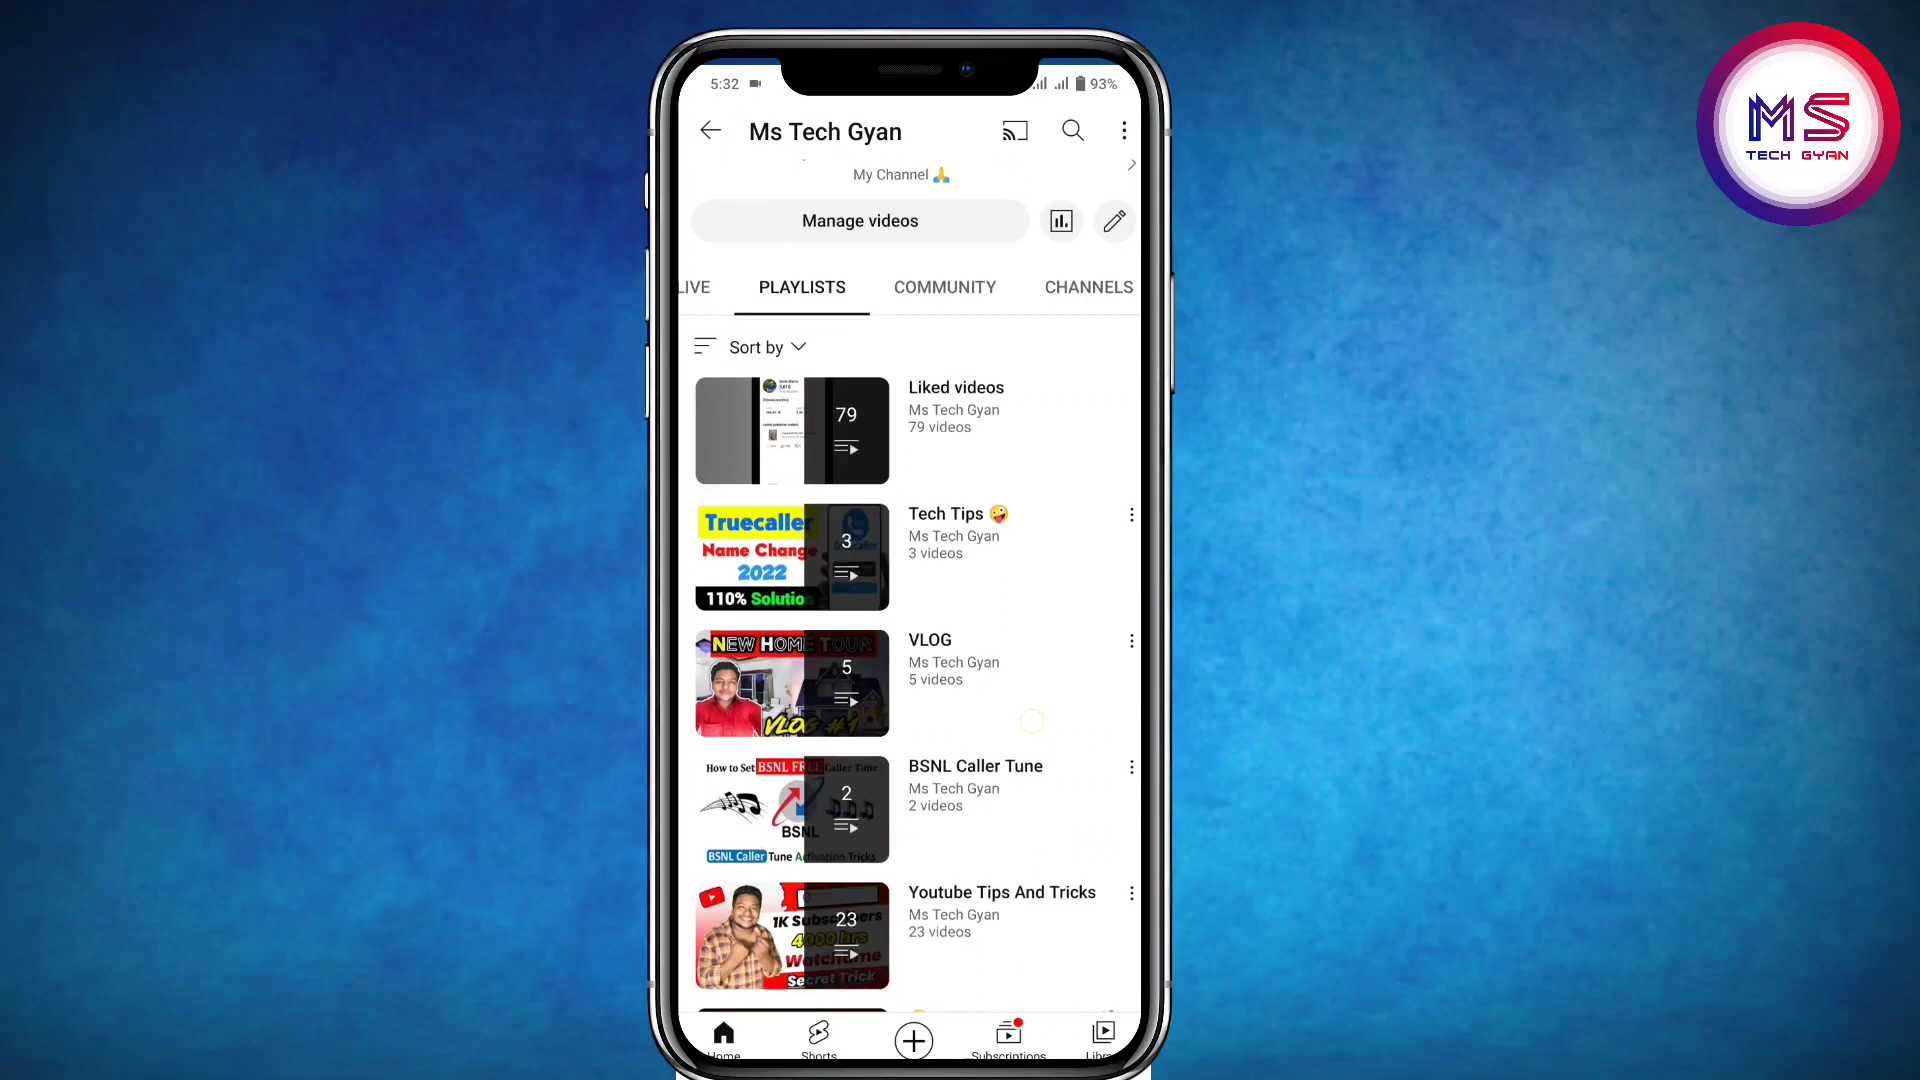 5:32
93%
Ms Tech Gyan
My Channel 🙏
Manage videos
LIVE
PLAYLISTS
COMMUNITY
CHANNELS
Sort by
79
Liked videos
Ms Tech Gyan
79 videos
Truecaller
Name Change
2022
110% Solution
3
Tech Tips 🤪
Ms Tech Gyan
3 videos
NEW HOME TOUR
VLOG #1
5
VLOG
Ms Tech Gyan
5 videos
How to Set BSNL FREE Caller Tune
BSNL
BSNL Caller Tune Activation Tricks
2
BSNL Caller Tune
Ms Tech Gyan
2 videos
1K Subscribers
4000 hrs
Watchtime
Secret Trick
23
Youtube Tips And Tricks
Ms Tech Gyan
23 videos
Home
Shorts
Subscriptions
MS
TECH GYAN